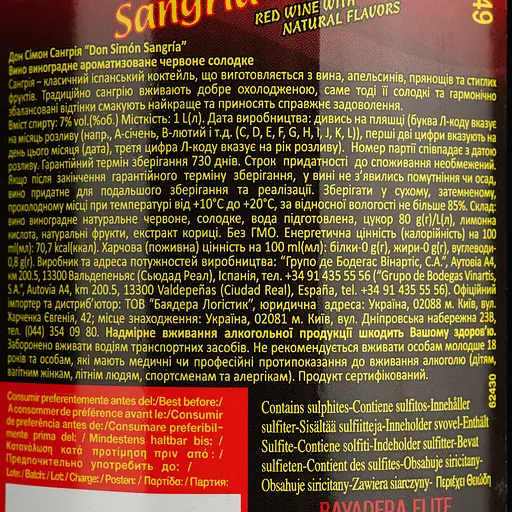 Sangria
RED WINE WITH
NATURAL FLAVORS
49
Дон Сімон Сангрія "Don Simón Sangría"
Вино виноградне ароматизоване червоне солодке
Сангрія – класичний іспанський коктейль, що виготовляється з вина, апельсинів, прянощів та стиглих
фруктів. Традиційно сангрію вживають добре охолодженою, саме тоді її солодкі та гармонічно
збалансовані відтінки смакують найкраще та приносять справжнє задоволення.
Вміст спирту: 7% vol.(%об.) Місткість: 1 L(л). Дата виробництва: дивись на пляшці (буква Л-коду вказує
на місяць розливу (напр., А-січень, В-лютий і т.д. (C, D, E, F, G, H, I, J, K, L)), перші дві цифри вказують на
день цього місяця (дата), третя цифра Л-коду вказує на рік розливу). Номер партії співпадає з датою
розливу. Гарантійний термін зберігання 730 днів. Строк придатності до споживання необмежений.
Якщо після закінчення гарантійного терміну зберігання, у вині не з'явились помутніння чи осад,
вино придатне для подальшого зберігання та реалізації. Зберігати у сухому, затемненому,
прохолодному місці при температурі від +10°С до +20°С, за відносної вологості не більше 85%. Склад:
вино виноградне натуральне червоне, солодке, вода підготовлена, цукор 80 g(г)/L(л), лимонна
кислота, натуральні фрукти, екстракт кориці. Без ГМО. Енергетична цінність (калорійність) на 100
ml(мл): 70,7 kcal(ккал). Харчова (поживна) цінність на 100 ml(мл): білки-0 g(г), жири-0 g(г), вуглеводи-
0,8 g(г). Виробник та адреса потужностей виробництва: "Групо де Бодегас Вінартіс, С.А.", Аутовіа А4,
км 200.5, 13300 Вальдепеньяс (Сьюдад Реал), Іспанія, тел. +34 91 435 55 56 ("Grupo de Bodegas Vinartis,
S.A.", Autovía A4, km 200.5, 13300 Valdepeñas (Ciudad Real), España, tel. +34 91 435 55 56). Офіційний
імпортер та дистриб'ютор: ТОВ "Баядера Логістик", юридична адреса: Україна, 02088 м. Київ, вул.
Харченка Євгенія, 42; місце знаходження: Україна, 02081 м. Київ, вул. Дніпровська набережна 23В,
тел. (044) 354 09 80. Надмірне вживання алкогольної продукції шкодить Вашому здоров'ю.
Заборонено вживати водіям транспортних засобів. Не рекомендується вживати особам молодше 18
років та особам, які мають медичні чи професійні протипоказання до вживання алкоголю (дітям,
вагітним жінкам, літнім людям, спортсменам та алергікам). Продукт сертифікований.
62430
Consumir preferentemente antes del:/Best before:/
A consommer de préférence avant le:/Consumir
de preferência antes de:/Consumare preferibil-
mente prima del: / Mindestens haltbar bis: /
Κατανάλωση κατά προτίμηση πριν από : /
Предпочительно употребить до: /
Lote:/Batch:/Lot:/Charge:/Posten:/Partida:/Партия:
Contains sulphites-Contiene sulfitos-Innehåller
sulfiter-Sisältää sulfiitteja-Inneholder svovel-Enthält
Sulfite-Contiene solfiti-Indeholder sulfitter-Bevat
sulfieten-Contient des sulfites-Obsahuje siricitany-
Obsahuje siricitany-Zawiera siarczyny- Περιέχει Θειώδη
BAYADERA ELITE